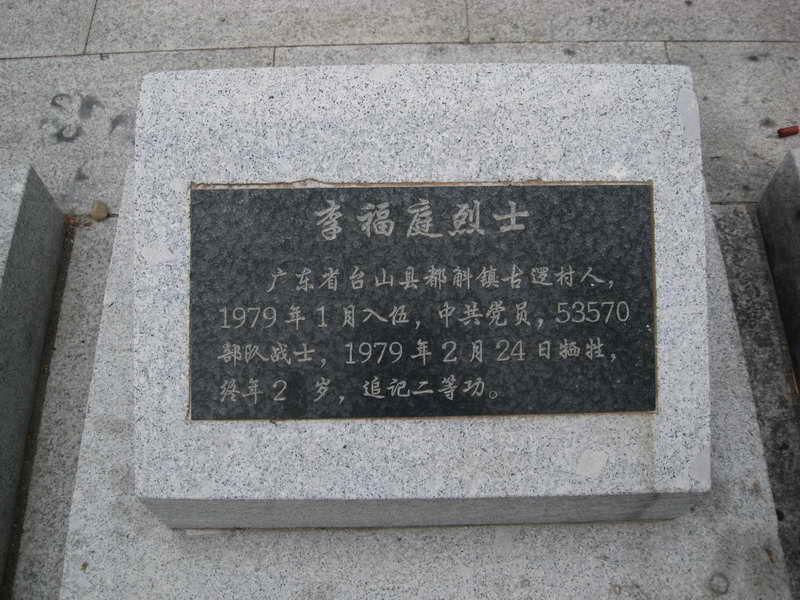 李福庭烈士
广东省台山县都斛镇古逻村人，
1979年1月入伍，中共党员，53570
部队战士，1979年2月24日牺牲，
终年2 岁，追记二等功。